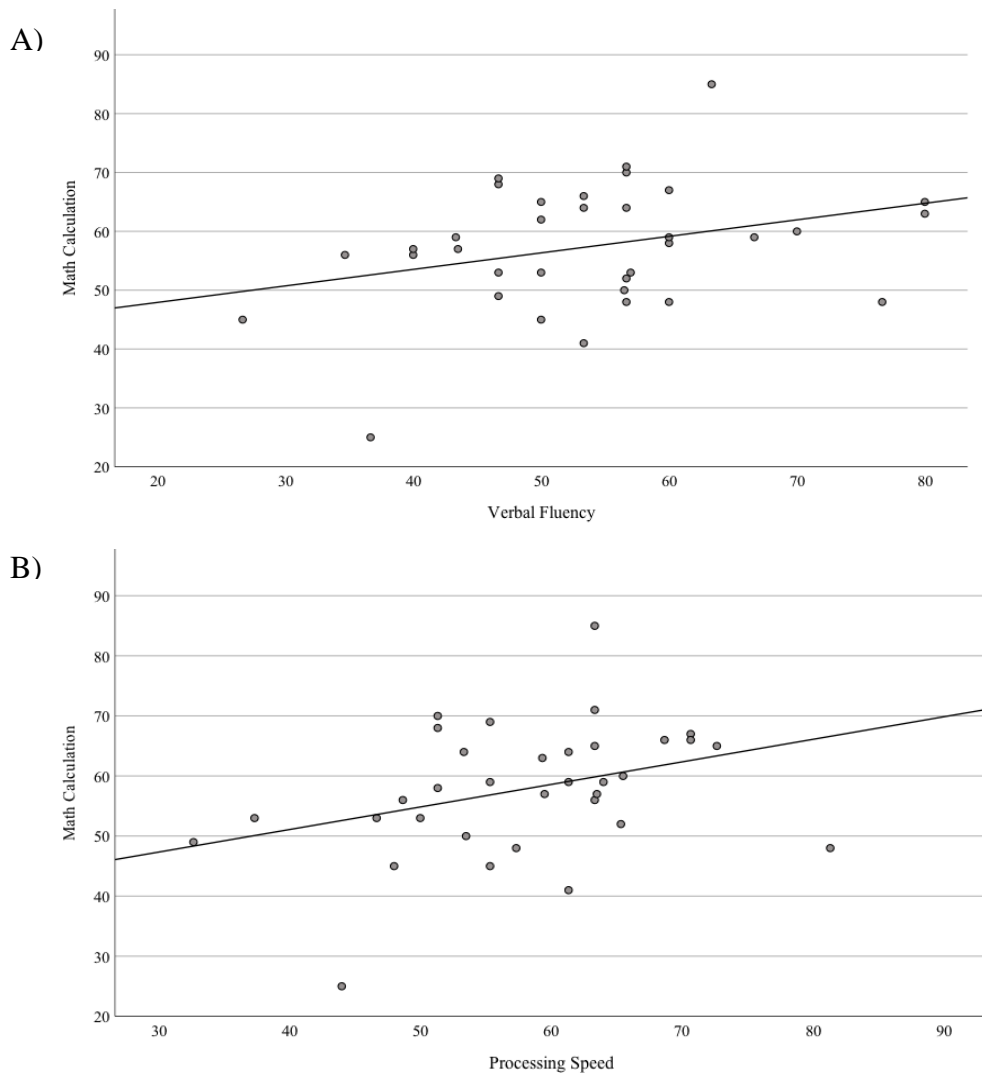 A)
90
80
70
60
50
40
30
20
Math Calculation
20 30 40 50 60 70 80
Verbal Fluency
B)
90
80
70
60
50
40
30
20
Math Calculation
30 40 50 60 70 80 90
Processing Speed